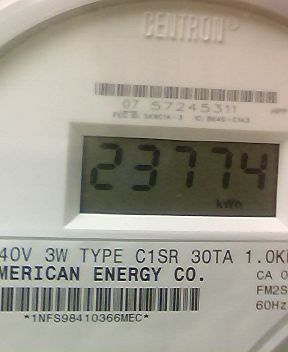 CENTRON®
07 57245311
23774
kWh
40V 3W TYPE C1SR 30TA 1.0K
MERICAN ENERGY CO.
CA 0
FM2S
60Hz
*1NFS98410366MEC*